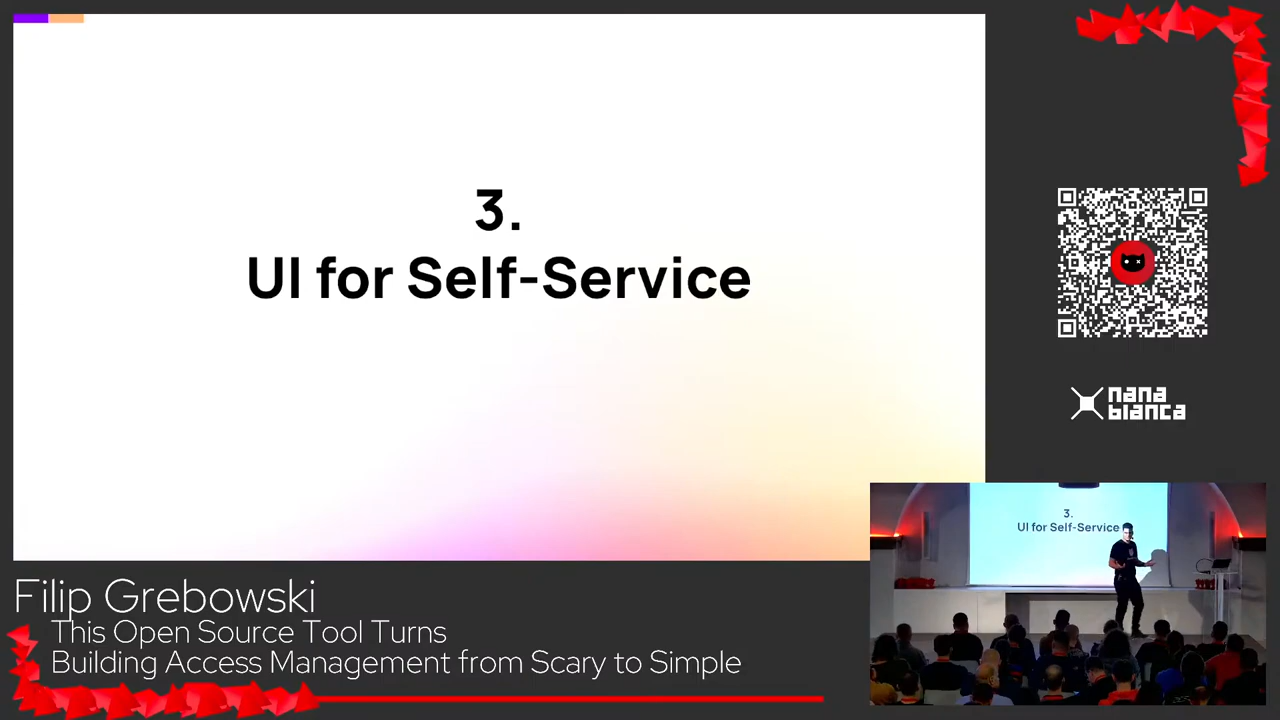 3.
UI for Self-Service
nana
bianca
3.
UI for Self-Service
Filip Grebowski
This Open Source Tool Turns
Building Access Management from Scary to Simple